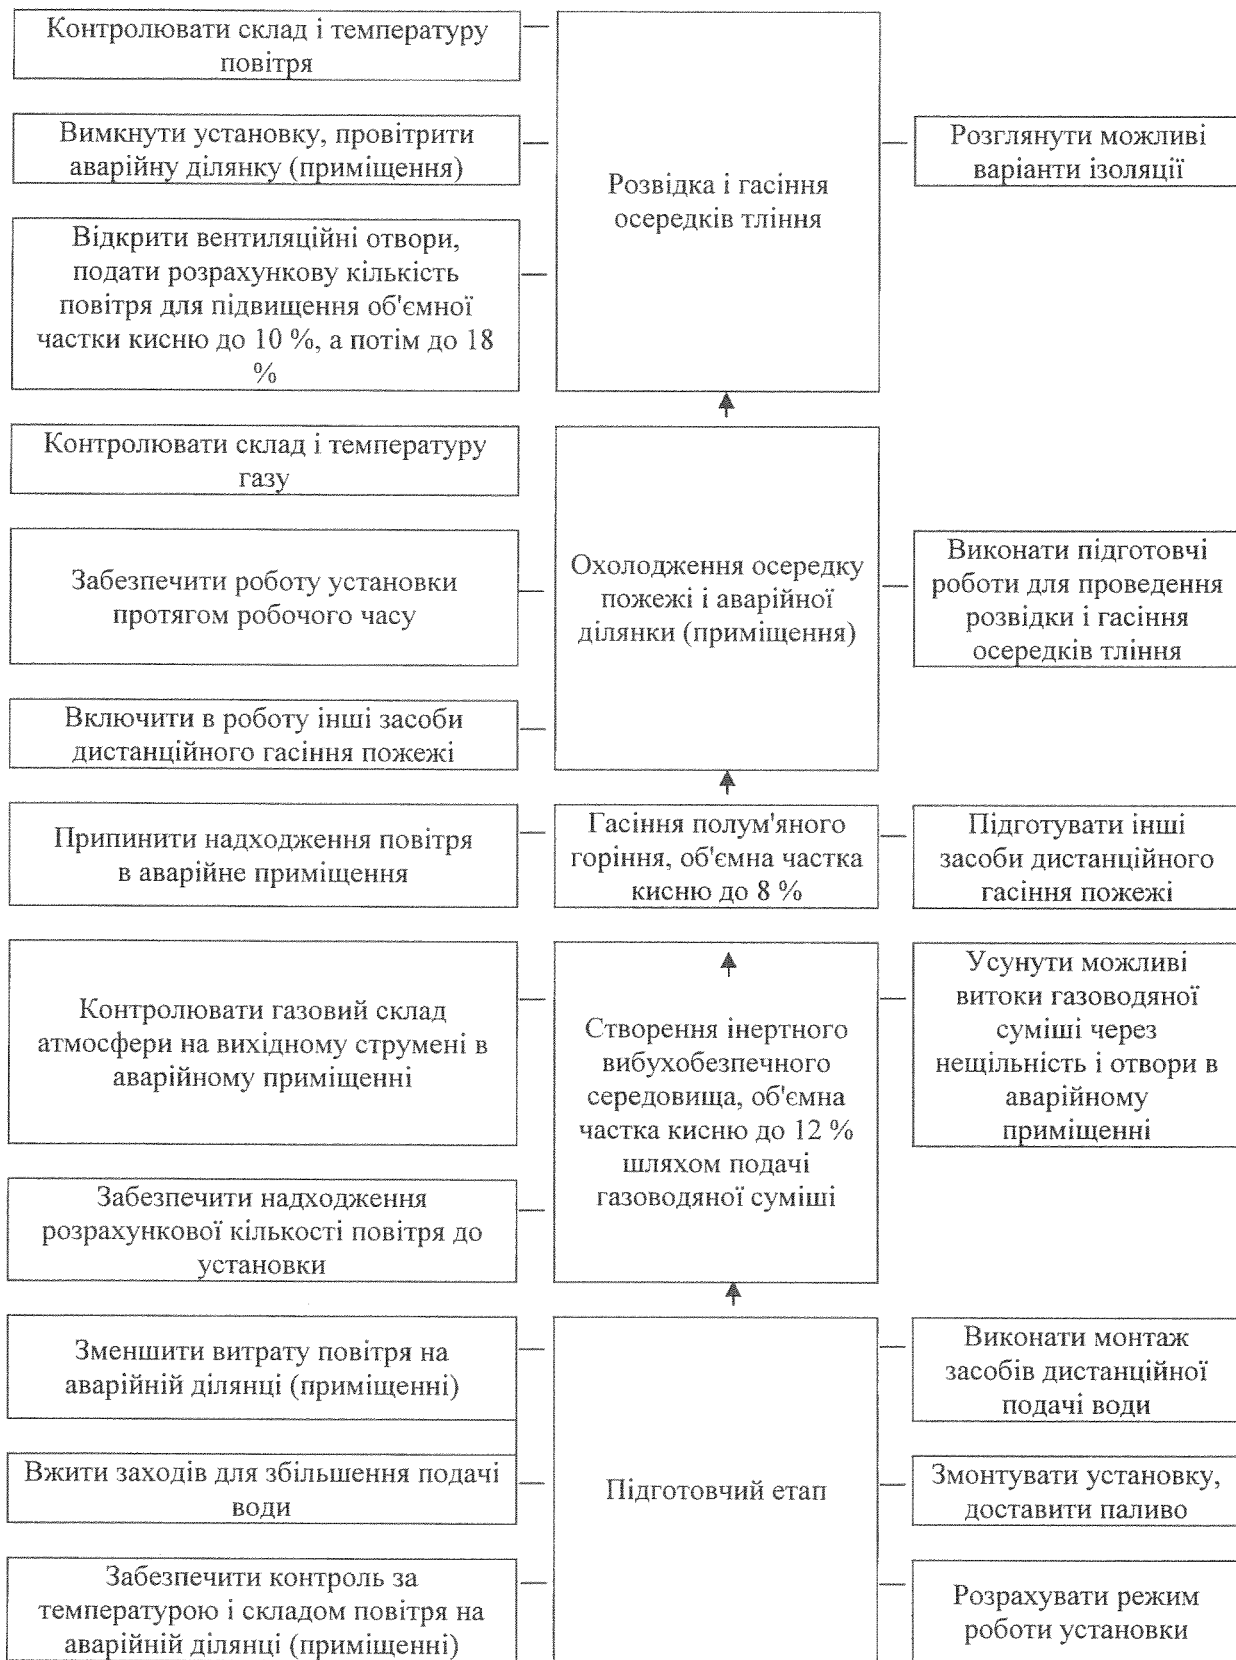 Контролювати склад і температуру
повітря
Вимкнути установку, провітрити
аварійну ділянку (приміщення)
Відкрити вентиляційні отвори,
подати розрахункову кількість
повітря для підвищення об'ємної
частки кисню до 10 %, а потім до 18
%
Розвідка і гасіння
осередків тління
Розглянути можливі
варіанти ізоляції
Контролювати склад і температуру
газу
Забезпечити роботу установки
протягом робочого часу
Включити в роботу інші засоби
дистанційного гасіння пожежі
Охолодження осередку
пожежі і аварійної
ділянки (приміщення)
Виконати підготовчі
роботи для проведення
розвідки і гасіння
осередків тління
Припинити надходження повітря
в аварійне приміщення
Гасіння полум'яного
горіння, об'ємна частка
кисню до 8 %
Підготувати інші
засоби дистанційного
гасіння пожежі
Контролювати газовий склад
атмосфери на вихідному струмені в
аварійному приміщенні
Забезпечити надходження
розрахункової кількості повітря до
установки
Створення інертного
вибухобезпечного
середовища, об'ємна
частка кисню до 12 %
шляхом подачі
газоводяної суміші
Усунути можливі
витоки газоводяної
суміші через
нещільність і отвори в
аварійному
приміщенні
Зменшити витрату повітря на
аварійній ділянці (приміщенні)
Вжити заходів для збільшення подачі
води
Забезпечити контроль за
температурою і складом повітря на
аварійній ділянці (приміщенні)
Підготовчий етап
Виконати монтаж
засобів дистанційної
подачі води
Змонтувати установку,
доставити паливо
Розрахувати режим
роботи установки